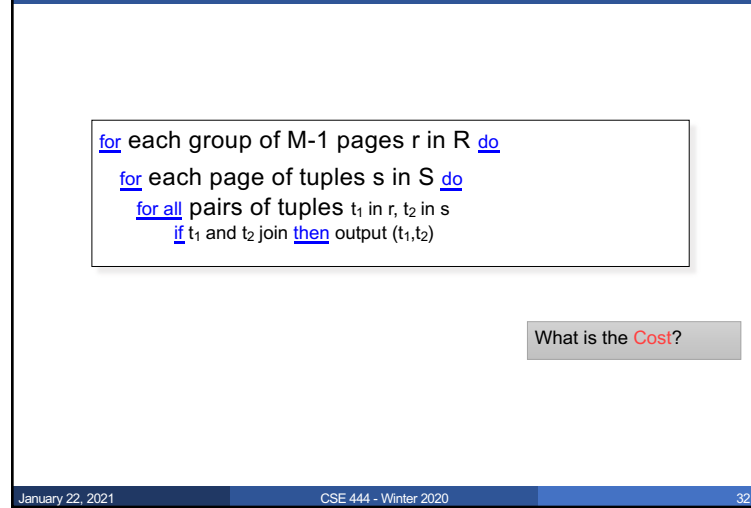 for each group of M-1 pages r in R do
for each page of tuples s in S do
for all pairs of tuples t₁ in r, t₂ in s
if t₁ and t₂ join then output (t₁,t₂)
What is the Cost?
January 22, 2021 CSE 444 - Winter 2020 32